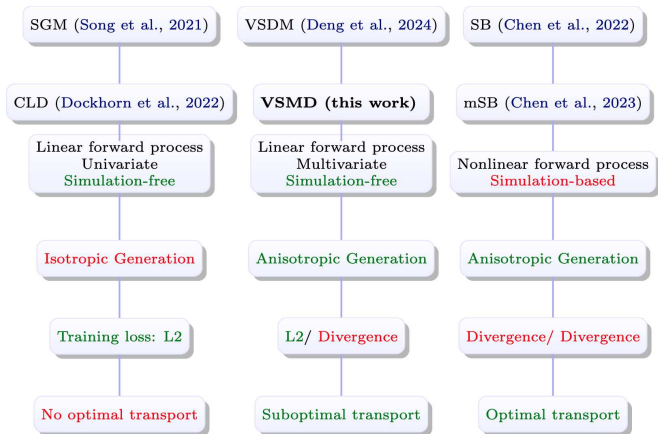 SGM (Song et al., 2021)
VSDM (Deng et al., 2024)
SB (Chen et al., 2022)
CLD (Dockhorn et al., 2022)
VSMD (this work)
mSB (Chen et al., 2023)
Linear forward process
Univariate
Simulation-free
Linear forward process
Multivariate
Simulation-free
Nonlinear forward process
Simulation-based
Isotropic Generation
Anisotropic Generation
Anisotropic Generation
Training loss: L2
L2/ Divergence
Divergence/ Divergence
No optimal transport
Suboptimal transport
Optimal transport